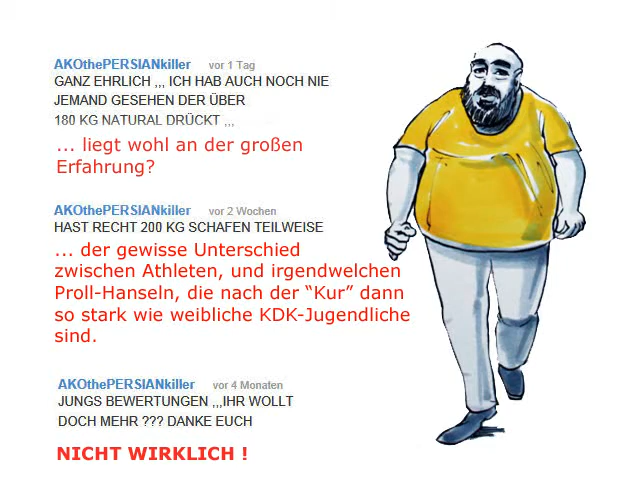 AKOthePERSIANkiller vor 1 Tag
GANZ EHRLICH ,,, ICH HAB AUCH NOCH NIE
JEMAND GESEHEN DER ÜBER
180 KG NATURAL DRÜCKT ,,,
... liegt wohl an der großen
Erfahrung?
AKOthePERSIANkiller vor 2 Wochen
HAST RECHT 200 KG SCHAFEN TEILWEISE
... der gewisse Unterschied
zwischen Athleten, und irgendwelchen
Proll-Hanseln, die nach der “Kur” dann
so stark wie weibliche KDK-Jugendliche
sind.
AKOthePERSIANkiller vor 4 Monaten
JUNGS BEWERTUNGEN ,,,IHR WOLLT
DOCH MEHR ??? DANKE EUCH
NICHT WIRKLICH !